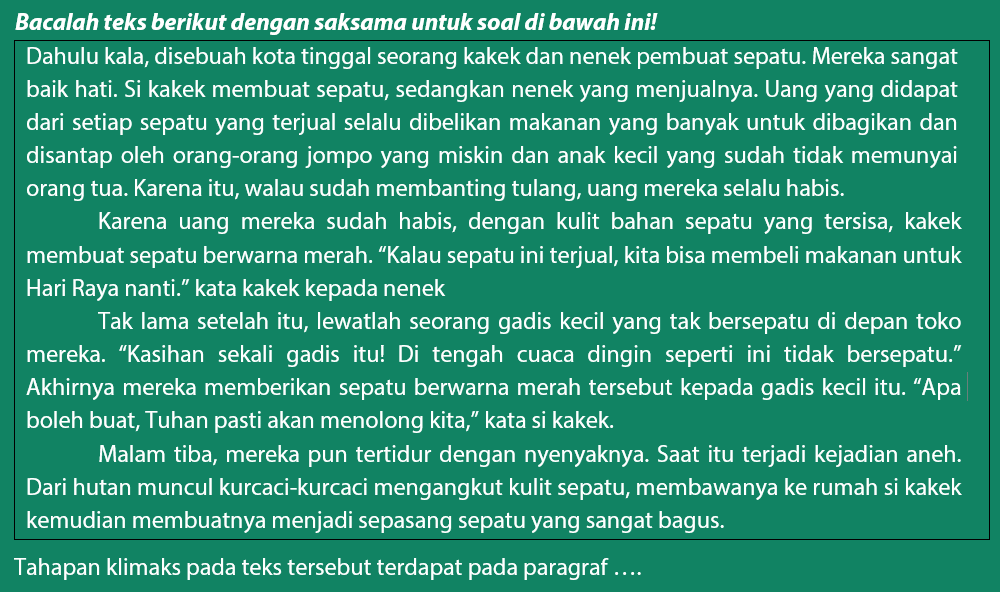 Bacalah teks berikut dengan saksama untuk soal di bawah ini!
Dahulu kala, disebuah kota tinggal seorang kakek dan nenek pembuat sepatu. Mereka sangat
baik hati. Si kakek membuat sepatu, sedangkan nenek yang menjualnya. Uang yang didapat
dari setiap sepatu yang terjual selalu dibelikan makanan yang banyak untuk dibagikan dan
disantap oleh orang-orang jompo yang miskin dan anak kecil yang sudah tidak memunyai
orang tua. Karena itu, walau sudah membanting tulang, uang mereka selalu habis.
Karena uang mereka sudah habis, dengan kulit bahan sepatu yang tersisa, kakek
membuat sepatu berwarna merah. “Kalau sepatu ini terjual, kita bisa membeli makanan untuk
Hari Raya nanti.” kata kakek kepada nenek
Tak lama setelah itu, lewatlah seorang gadis kecil yang tak bersepatu di depan toko
mereka. “Kasihan sekali gadis itu! Di tengah cuaca dingin seperti ini tidak bersepatu.”
Akhirnya mereka memberikan sepatu berwarna merah tersebut kepada gadis kecil itu. “Apa
boleh buat, Tuhan pasti akan menolong kita,” kata si kakek.
Malam tiba, mereka pun tertidur dengan nyenyaknya. Saat itu terjadi kejadian aneh.
Dari hutan muncul kurcaci-kurcaci mengangkut kulit sepatu, membawanya ke rumah si kakek
kemudian membuatnya menjadi sepasang sepatu yang sangat bagus.
Tahapan klimaks pada teks tersebut terdapat pada paragraf ….